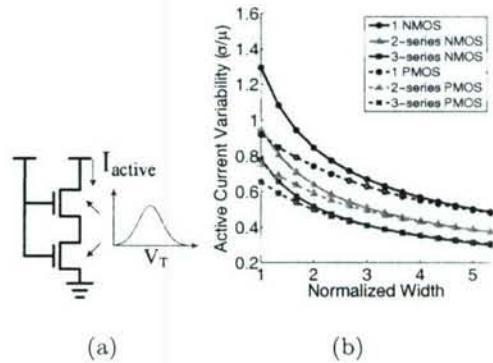 I_active
V_T
(a)
Active Current Variability (σ/μ)
1.6
1.4
1.2
1
0.8
0.6
0.4
0.2
1 NMOS
2-series NMOS
3-series NMOS
1 PMOS
2-series PMOS
3-series PMOS
1 2 3 4 5
Normalized Width
(b)